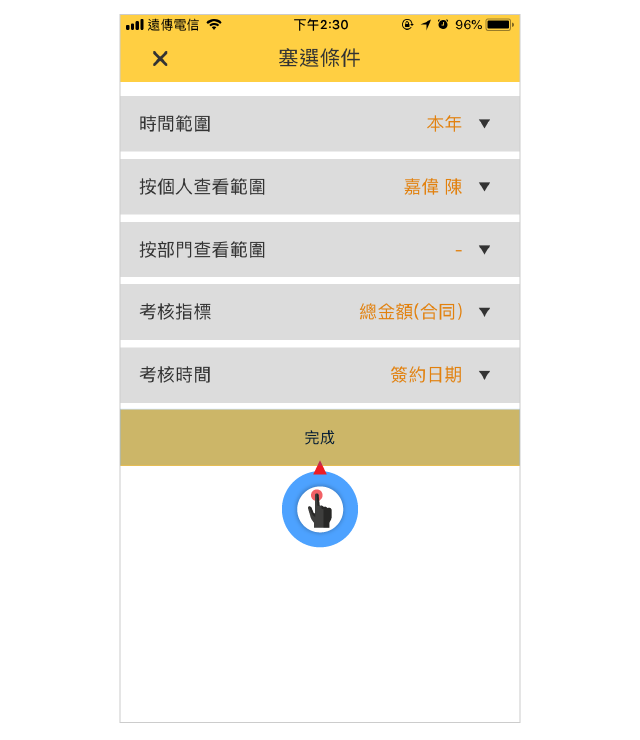 遠傳電信 下午2:30 96%
塞選條件
時間範圍 本年
按個人查看範圍 嘉偉 陳
按部門查看範圍 -
考核指標 總金額(合同)
考核時間 簽約日期
完成